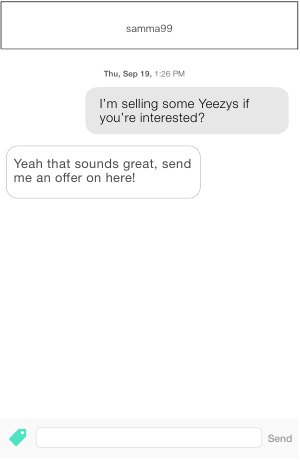 samma99
Thu, Sep 19, 1:26 PM
I'm selling some Yeezys if
you're interested?
Yeah that sounds great, send
me an offer on here!
Send